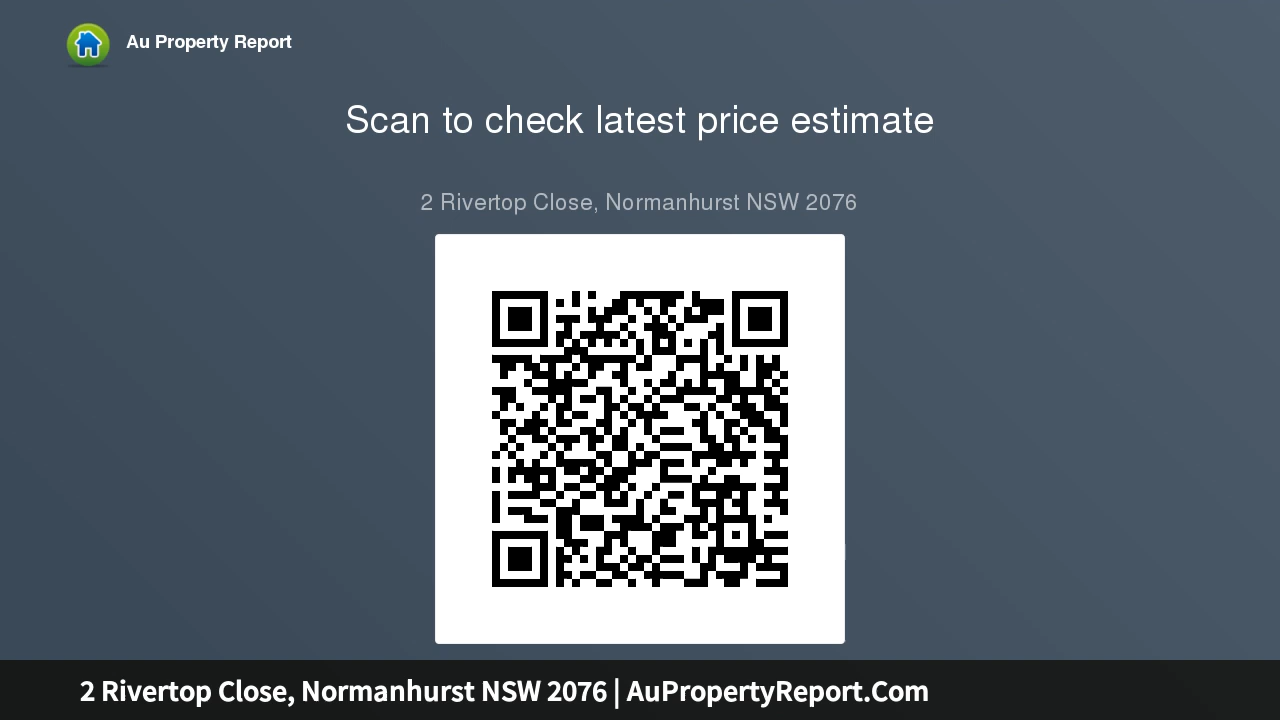 Au Property Report
Scan to check latest price estimate
2 Rivertop Close, Normanhurst NSW 2076
2 Rivertop Close, Normanhurst NSW 2076 | AuPropertyReport.Com